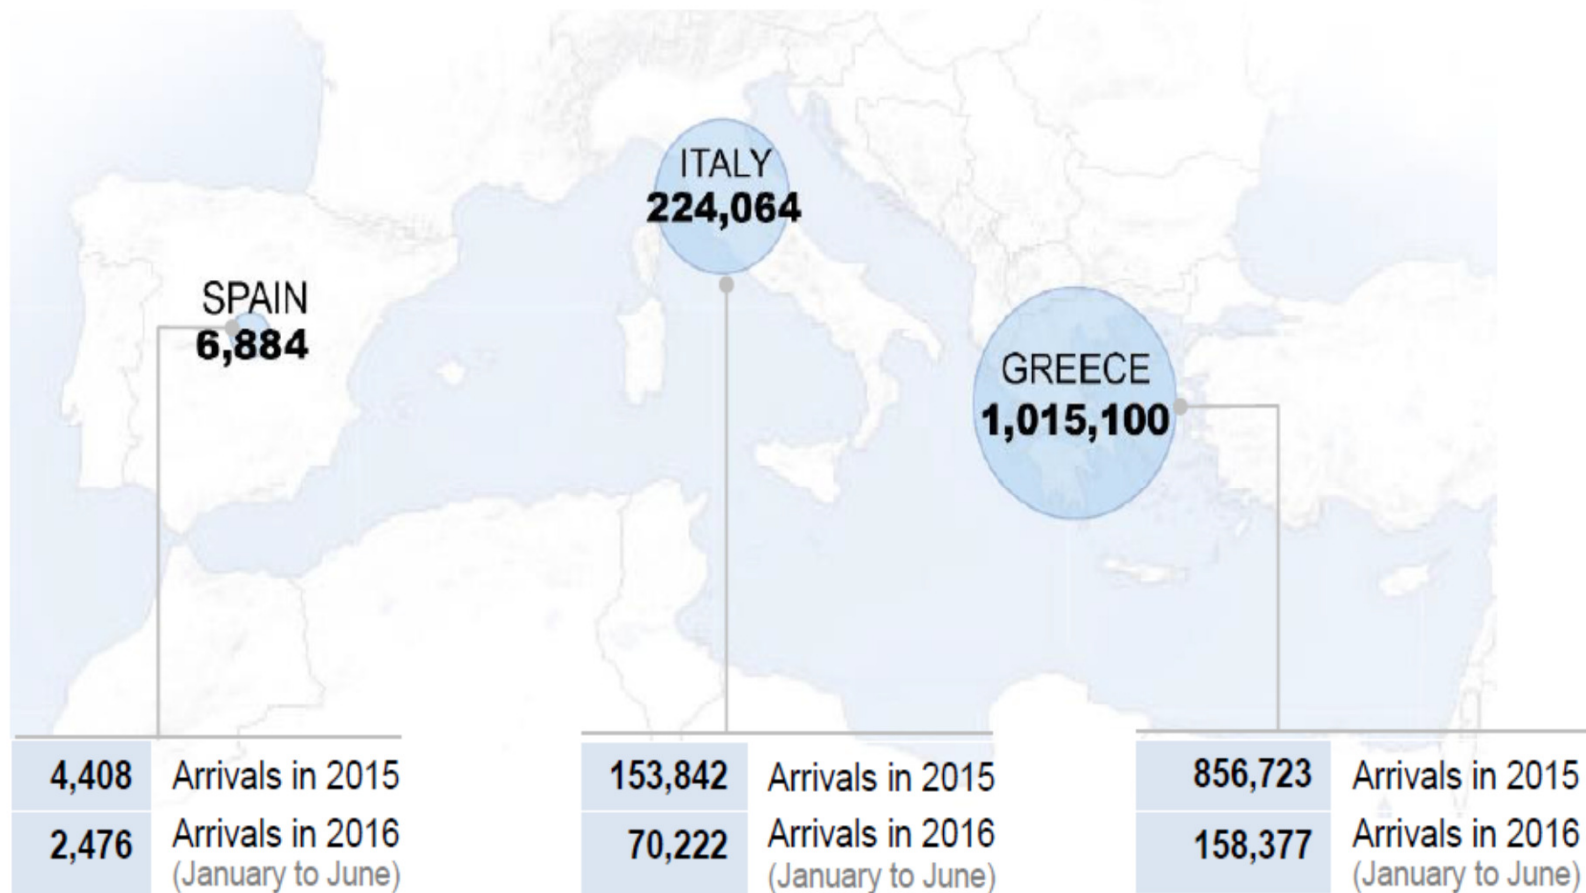 ITALY
224,064
SPAIN
6,884
GREECE
1,015,100
4,408 Arrivals in 2015
2,476 Arrivals in 2016
(January to June)
153,842 Arrivals in 2015
70,222 Arrivals in 2016
(January to June)
856,723 Arrivals in 2015
158,377 Arrivals in 2016
(January to June)